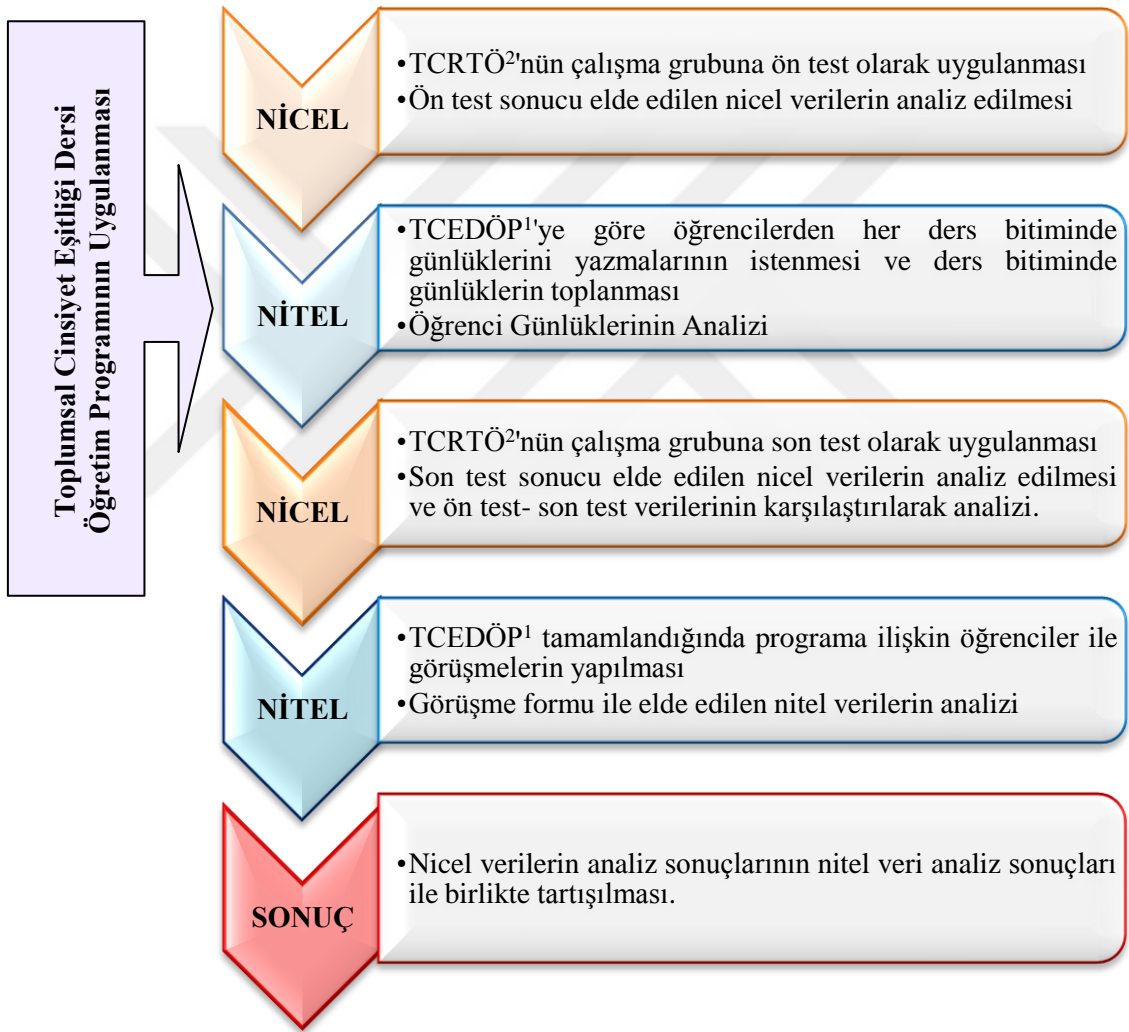 Toplumsal Cinsiyet Eşitliği Dersi
Öğretim Programının Uygulanması
NİCEL
•TCRTÖ²'nün çalışma grubuna ön test olarak uygulanması
•Ön test sonucu elde edilen nicel verilerin analiz edilmesi
NİTEL
•TCEDÖP¹'ye göre öğrencilerden her ders bitiminde
günlüklerini yazmalarının istenmesi ve ders bitiminde
günlüklerin toplanması
•Öğrenci Günlüklerinin Analizi
NİCEL
•TCRTÖ²'nün çalışma grubuna son test olarak uygulanması
•Son test sonucu elde edilen nicel verilerin analiz edilmesi
ve ön test- son test verilerinin karşılaştırılarak analizi.
NİTEL
•TCEDÖP¹ tamamlandığında programa ilişkin öğrenciler ile
görüşmelerin yapılması
•Görüşme formu ile elde edilen nitel verilerin analizi
SONUÇ
•Nicel verilerin analiz sonuçlarının nitel veri analiz sonuçları
ile birlikte tartışılması.